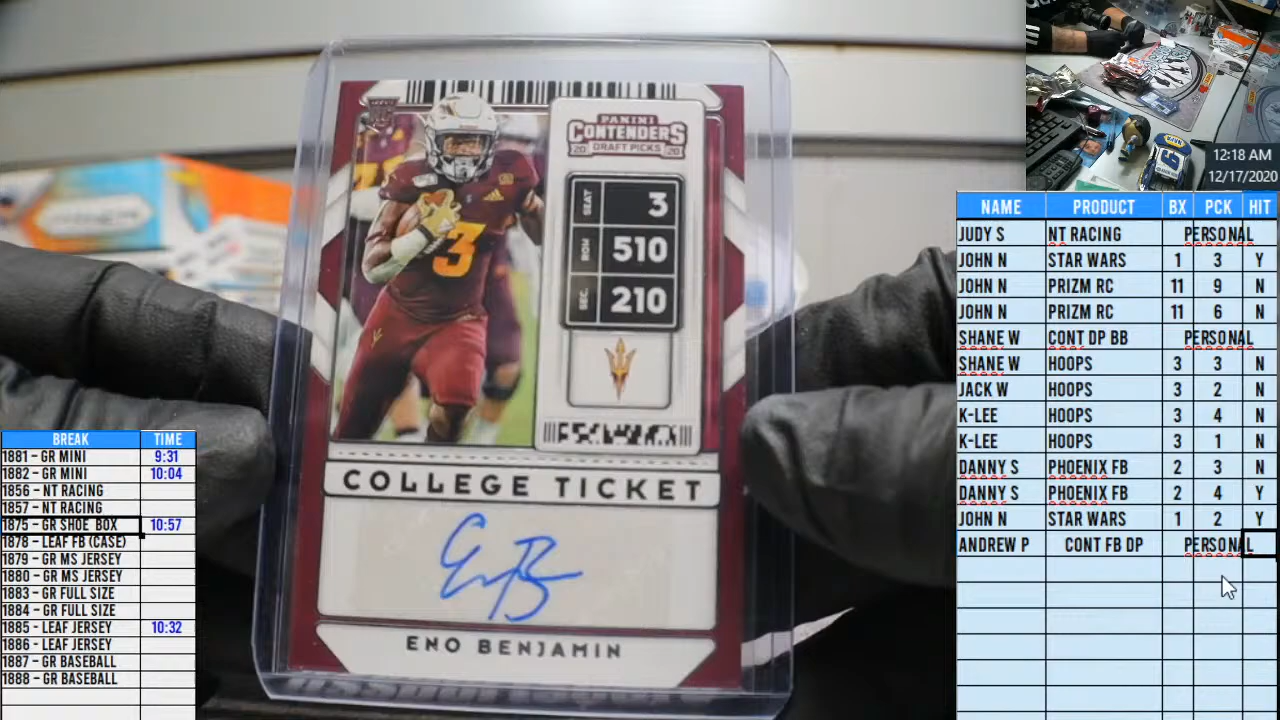 PANINI
CONTENDERS
20 DRAFT PICKS 20
SEAT 3
ROW 510
SEC. 210
3
COLLEGE TICKET
EB
ENO BENJAMIN
12:18 AM
12/17/2020
NAME PRODUCT BX PCK HIT
JUDY S NT RACING PERSONAL
JOHN N STAR WARS 1 3 Y
JOHN N PRIZM RC 11 9 N
JOHN N PRIZM RC 11 6 N
SHANE W CONT DP BB PERSONAL
SHANE W HOOPS 3 3 N
JACK W HOOPS 3 2 N
K-LEE HOOPS 3 4 N
K-LEE HOOPS 3 1 N
DANNY S PHOENIX FB 2 3 N
DANNY S PHOENIX FB 2 4 Y
JOHN N STAR WARS 1 2 Y
ANDREW P CONT FB DP PERSONAL
BREAK TIME
1881 – GR MINI 9:31
1882 – GR MINI 10:04
1856 – NT RACING
1857 – NT RACING
1875 – GR SHOE BOX 10:57
1878 – LEAF FB (CASE)
1879 – GR MS JERSEY
1880 – GR MS JERSEY
1883 – GR FULL SIZE
1884 – GR FULL SIZE
1885 – LEAF JERSEY 10:32
1886 – LEAF JERSEY
1887 – GR BASEBALL
1888 – GR BASEBALL